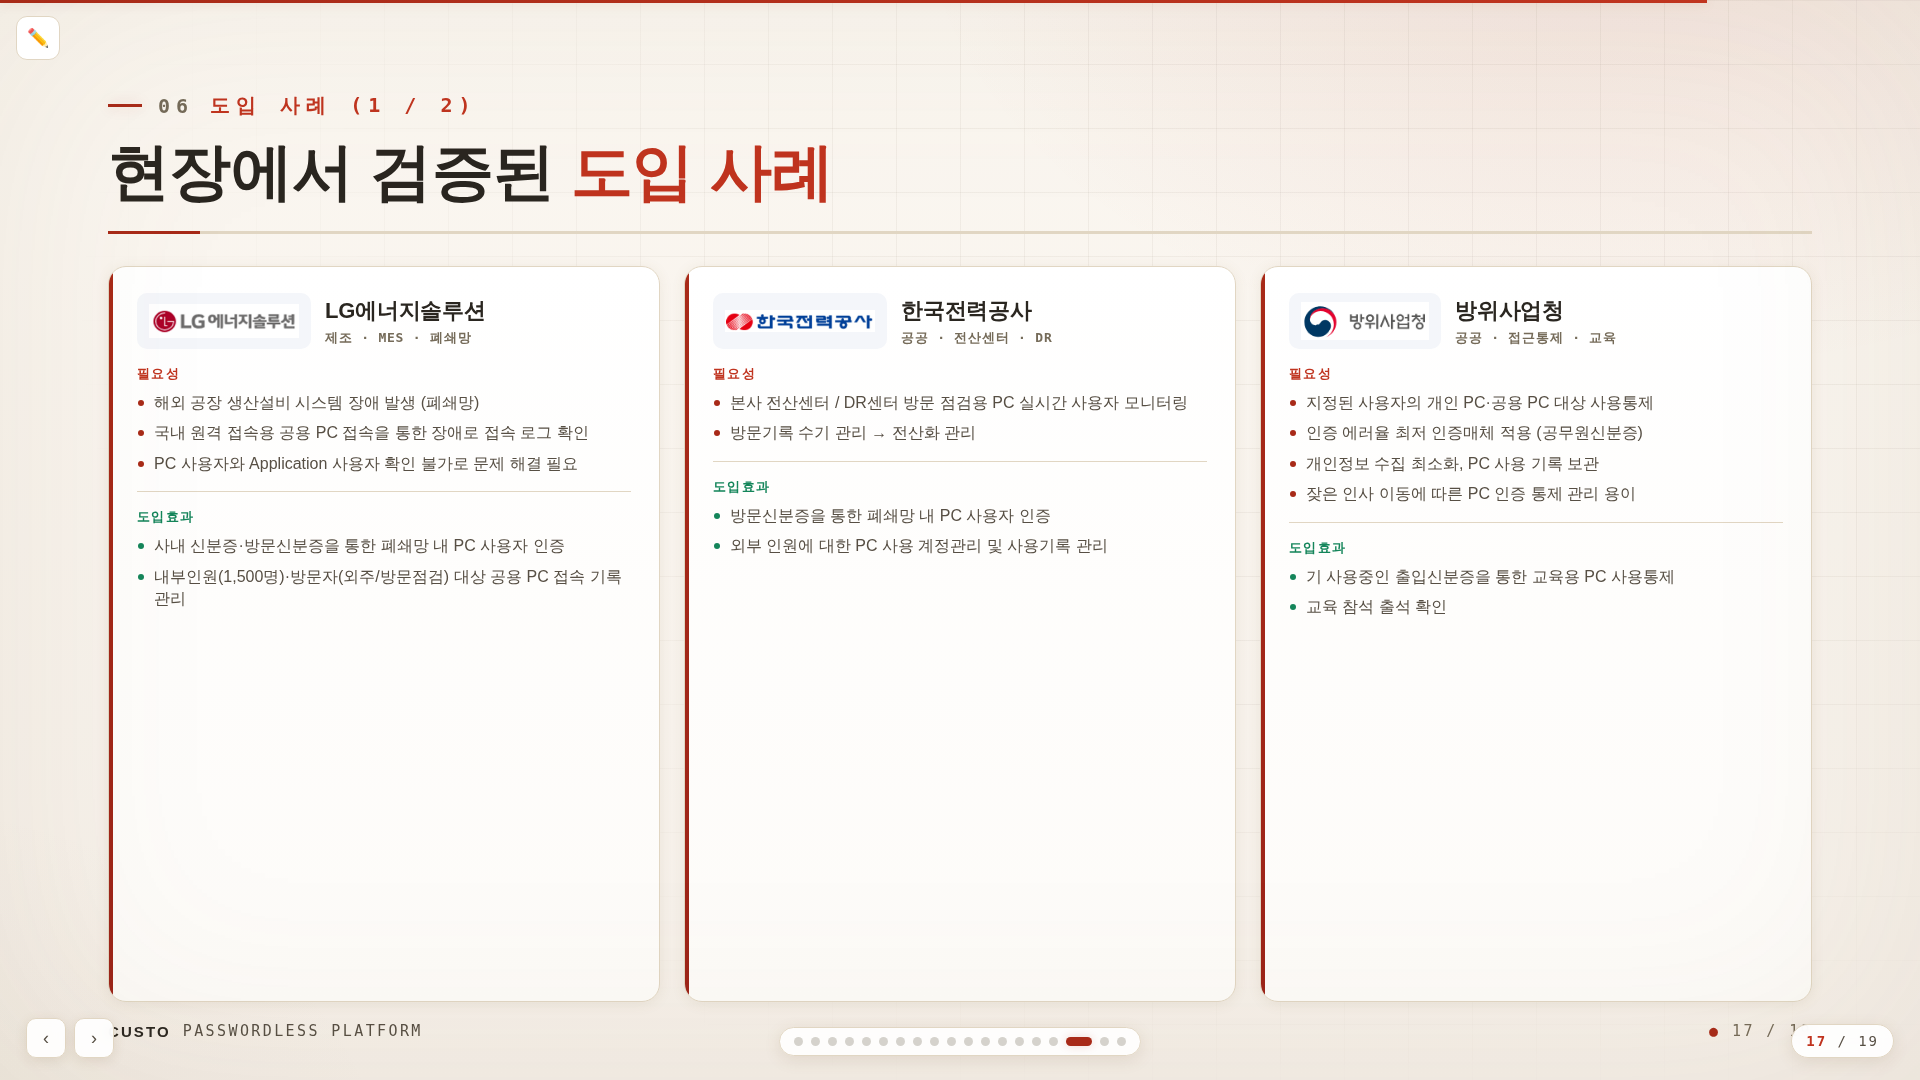 06 도입 사례 (1 / 2)
현장에서 검증된 도입 사례
LG에너지솔루션
LG에너지솔루션
제조 · MES · 폐쇄망
필요성
해외 공장 생산설비 시스템 장애 발생 (폐쇄망)
국내 원격 접속용 공용 PC 접속을 통한 장애로 접속 로그 확인
PC 사용자와 Application 사용자 확인 불가로 문제 해결 필요
도입효과
사내 신분증·방문신분증을 통한 폐쇄망 내 PC 사용자 인증
내부인원(1,500명)·방문자(외주/방문점검) 대상 공용 PC 접속 기록
관리
한국전력공사
한국전력공사
공공 · 전산센터 · DR
필요성
본사 전산센터 / DR센터 방문 점검용 PC 실시간 사용자 모니터링
방문기록 수기 관리 → 전산화 관리
도입효과
방문신분증을 통한 폐쇄망 내 PC 사용자 인증
외부 인원에 대한 PC 사용 계정관리 및 사용기록 관리
방위사업청
방위사업청
공공 · 접근통제 · 교육
필요성
지정된 사용자의 개인 PC·공용 PC 대상 사용통제
인증 에러율 최저 인증매체 적용 (공무원신분증)
개인정보 수집 최소화, PC 사용 기록 보관
잦은 인사 이동에 따른 PC 인증 통제 관리 용이
도입효과
기 사용중인 출입신분증을 통한 교육용 PC 사용통제
교육 참석 출석 확인
CUSTO PASSWORDLESS PLATFORM
17 /
17 / 19